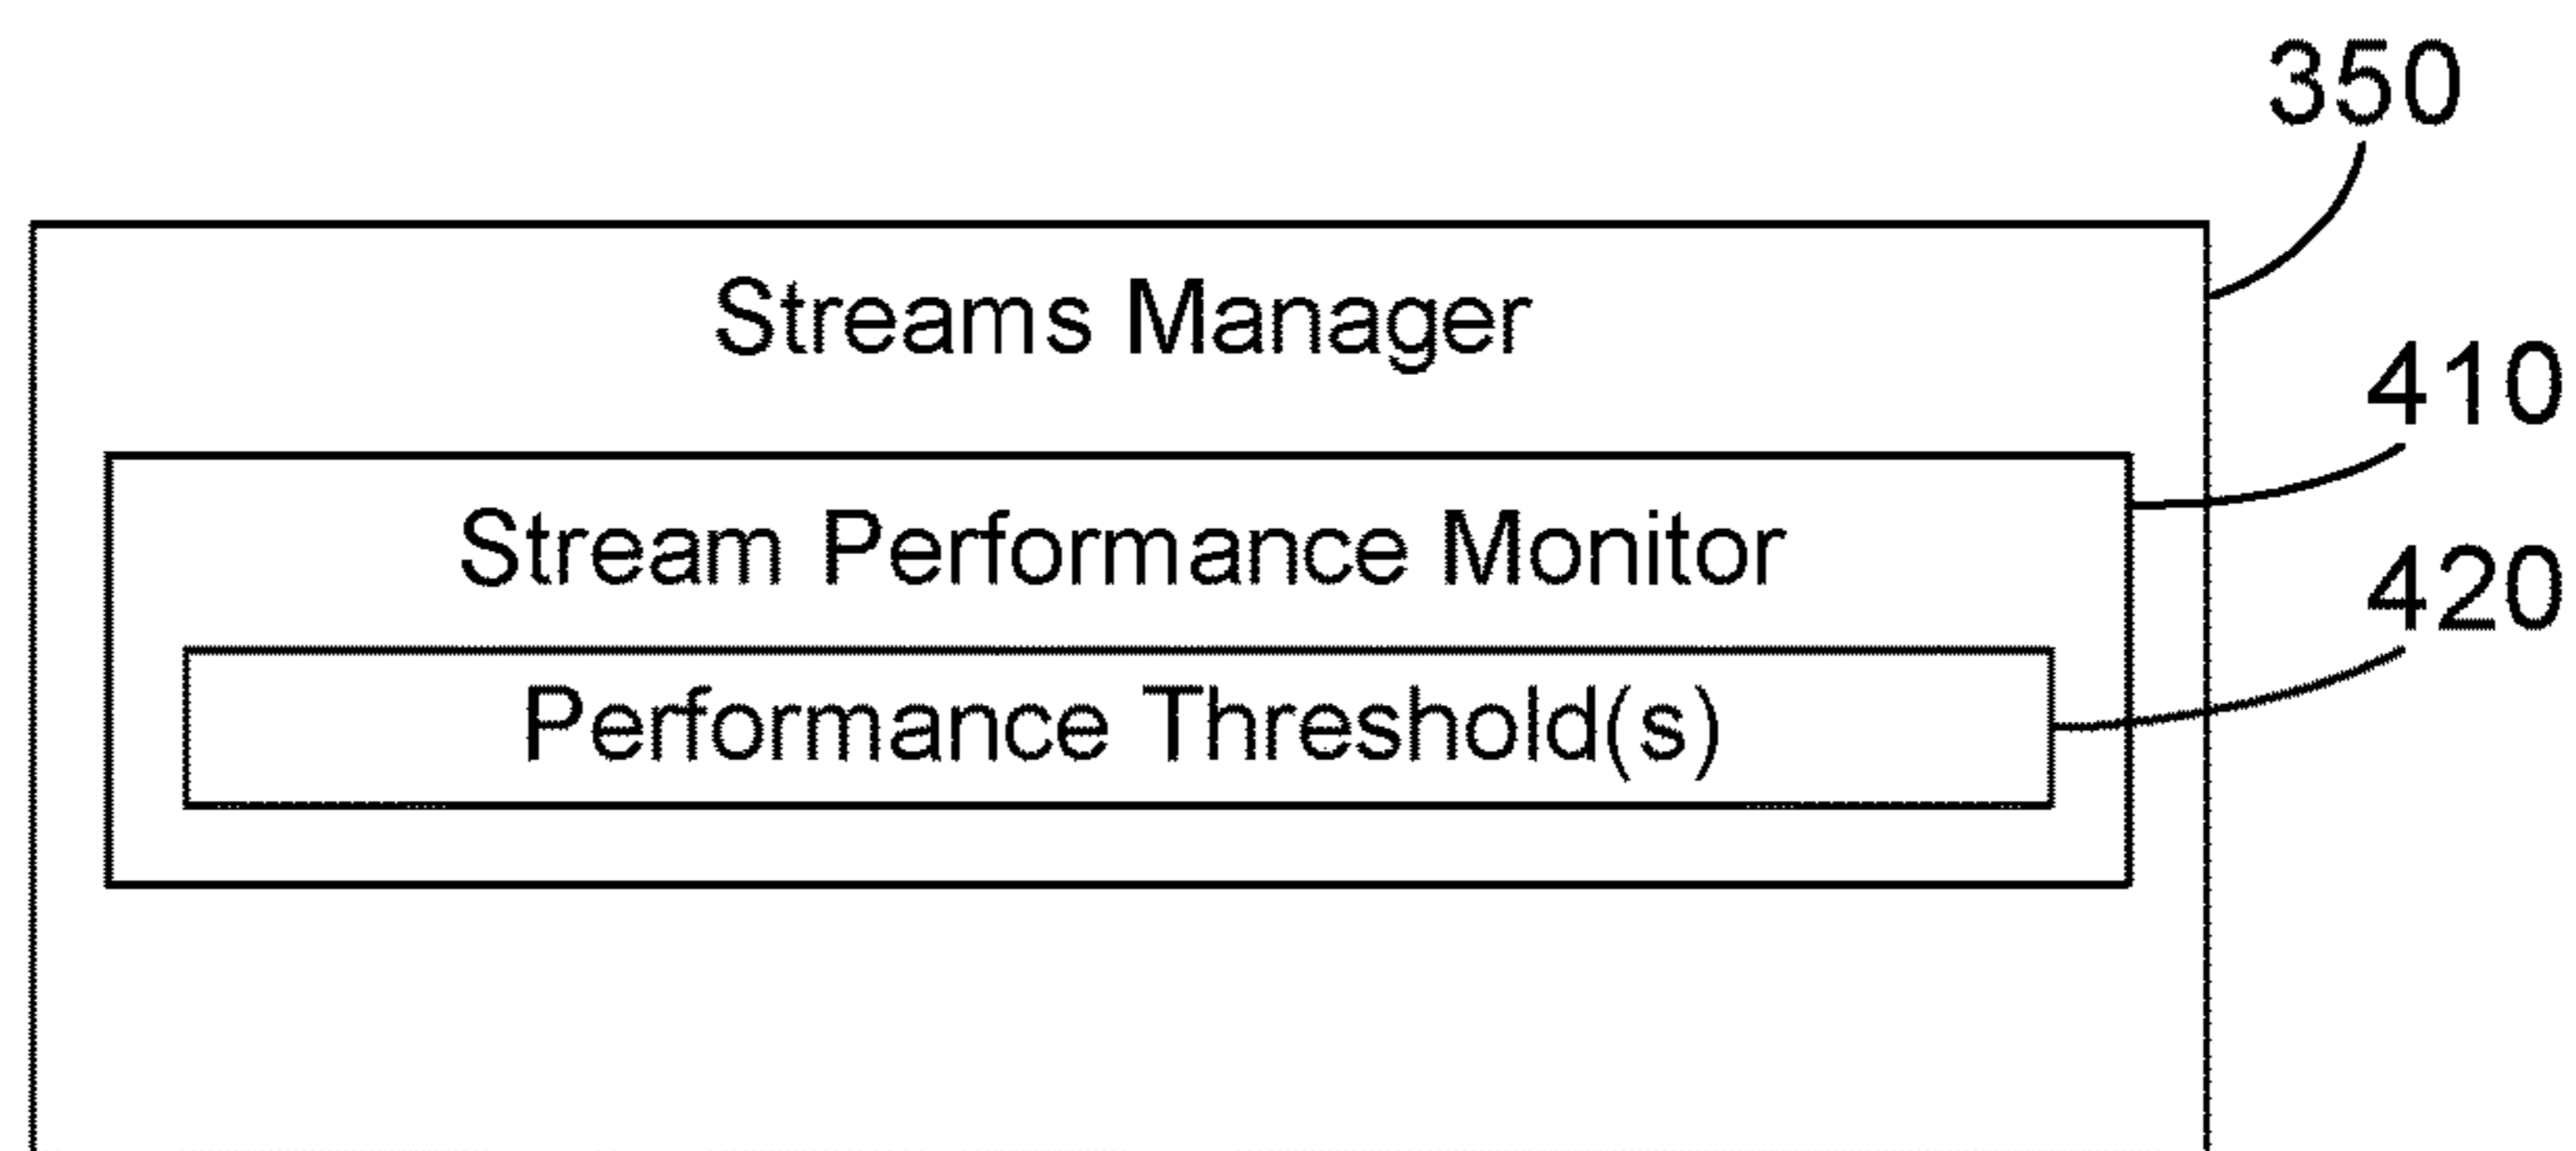 350
Streams Manager
410
Stream Performance Monitor
420
Performance Threshold(s)